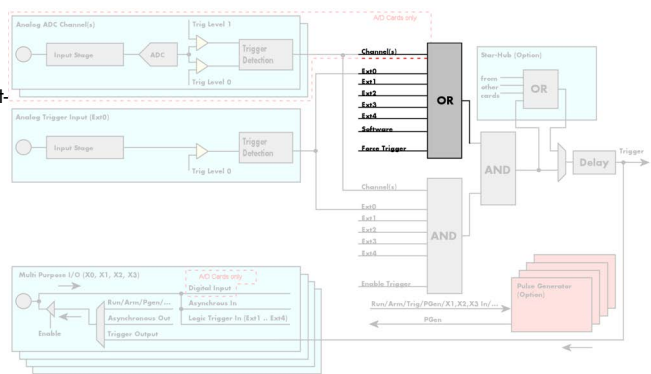 A/D Cards only
Analog ADC Channel(s)
Trig Level 1
Input Stage
ADC
Trigger
Detection
Trig Level 0
t-
Analog Trigger Input (Ext0)
Input Stage
Trigger
Detection
Trig Level 0
Channel(s)
Ext0
Ext1
Ext2
Ext3
Ext4
Software
Force Trigger
OR
Channel(s)
Ext0
Ext1
Ext2
Ext3
Ext4
Enable Trigger
AND
AND
Star-Hub (Option)
from
other
cards
OR
Delay
Trigger
Multi Purpose I/O (X0, X1, X2, X3)
A/D Cards only
Digital Input
Run/Arm/Pgen/...
Asynchronous Out
Trigger Output
Enable
Asynchrous In
Logic Trigger In (Ext1 .. Ext4)
Run/Arm/Trig/PGen/X1,X2,X3 In/...
PGen
Pulse Generator
(Option)